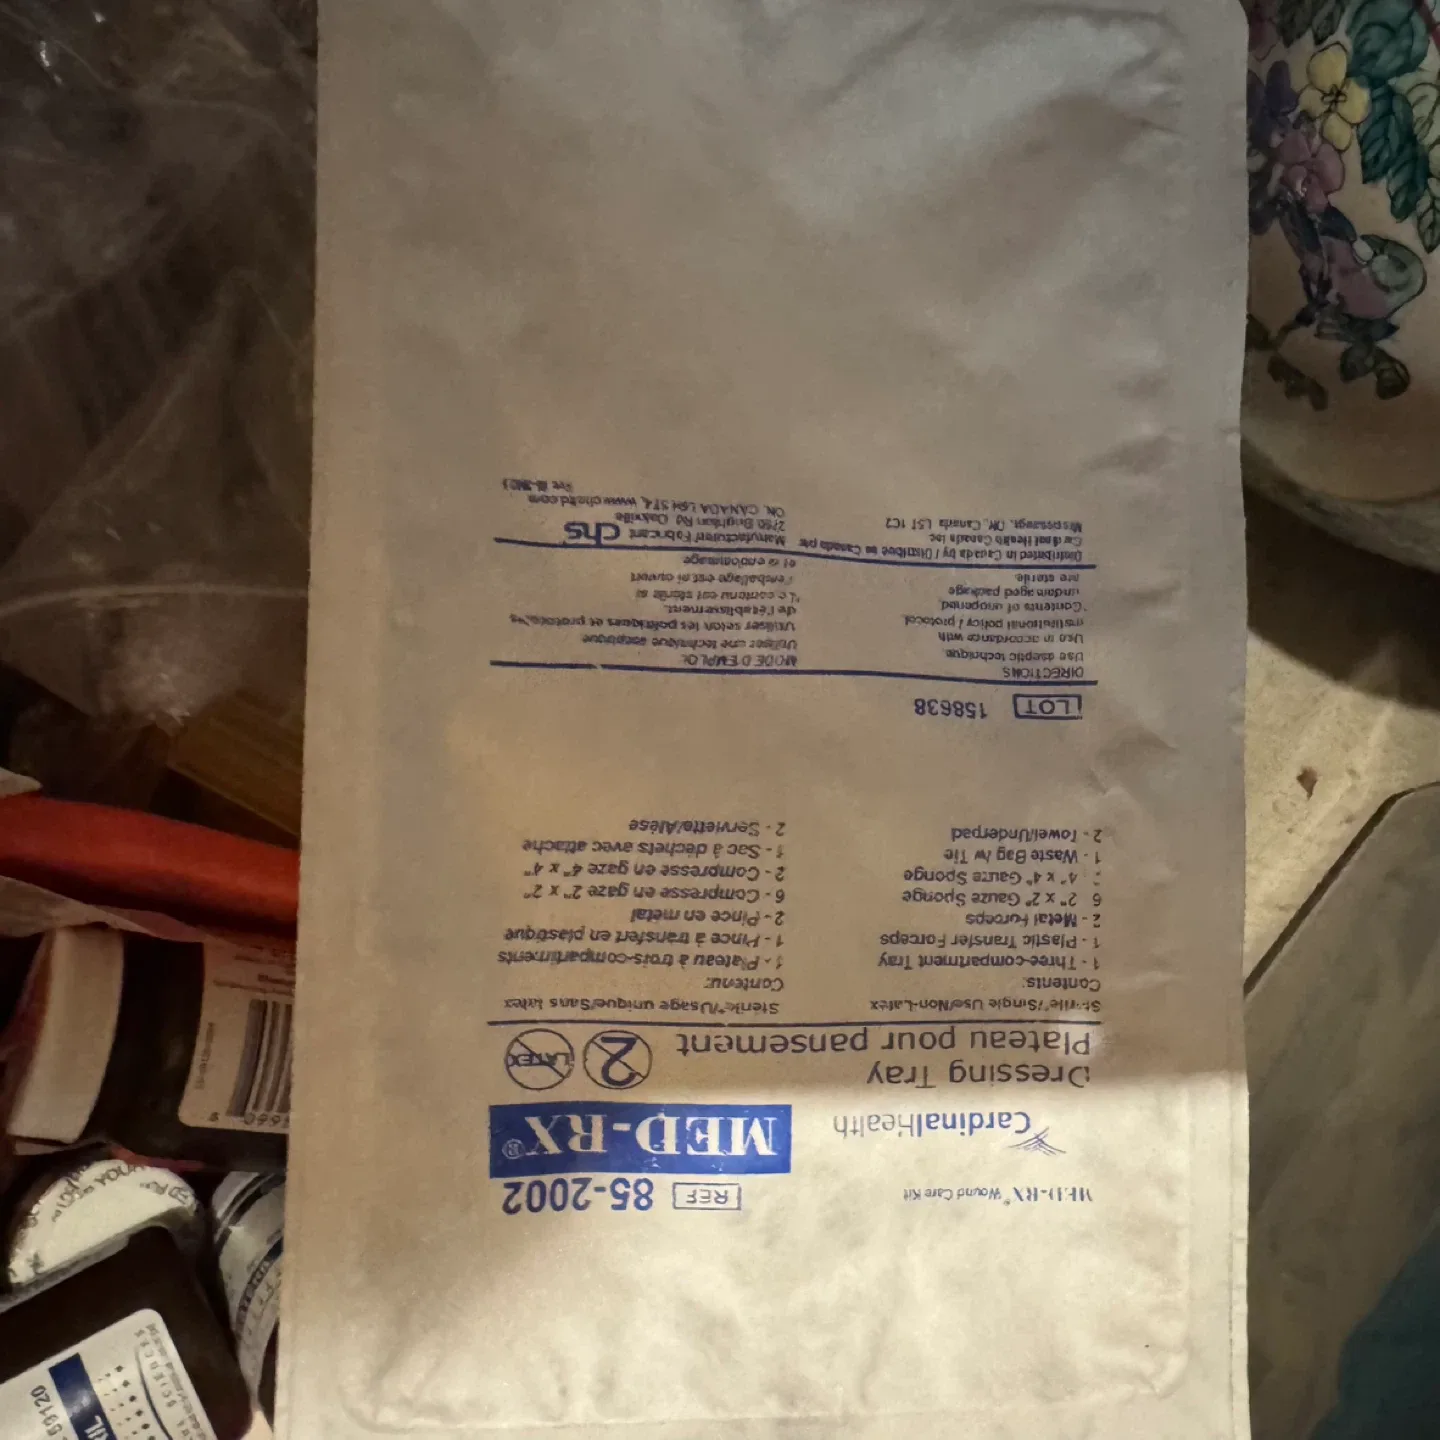 MED-RX® Wound Care Kit
REF 85-2002
CardinalHealth
MED-RX®
Dressing Tray
Plateau pour pansement
2
LATEX
Sterile*/Single Use/Non-Latex
Contents:
1 - Three-compartment Tray
1 - Plastic Transfer Forceps
2 - Metal Forceps
6 2" x 2" Gauze Sponge
4" x 4" Gauze Sponge
1 - Waste Bag /w Tie
2 - Towel/Underpad
Stérile*/Usage unique/Sans latex
Contenu:
1 - Plateau à trois-compartiments
1 - Pince à transfert en plastique
2 - Pince en métal
6 - Compresse en gaze 2" x 2"
2 - Compresse en gaze 4" x 4"
1 - Sac à déchets avec attache
2 - Serviette/Alèse
LOT 158638
DIRECTIONS
Use aseptic technique.
Use in accordance with
institutional policy / protocol.
*Contents of unopened,
undamaged package
are sterile.
MODE D'EMPLOI
Utiliser une technique aseptique
Utiliser selon les politiques et protocoles
de l'établissement.
*Le contenu est stérile si
l'emballage n'est ni ouvert
ni endommagé
Distributed in Canada by / Distribué au Canada par
Cardinal Health Canada Inc
Mississauga, ON, Canada L5T 1C2
Manufacturer/Fabricant chs
Brighton Rd Oakville
ON, CANADA L6H 5T4, www.chsltd.com
59120